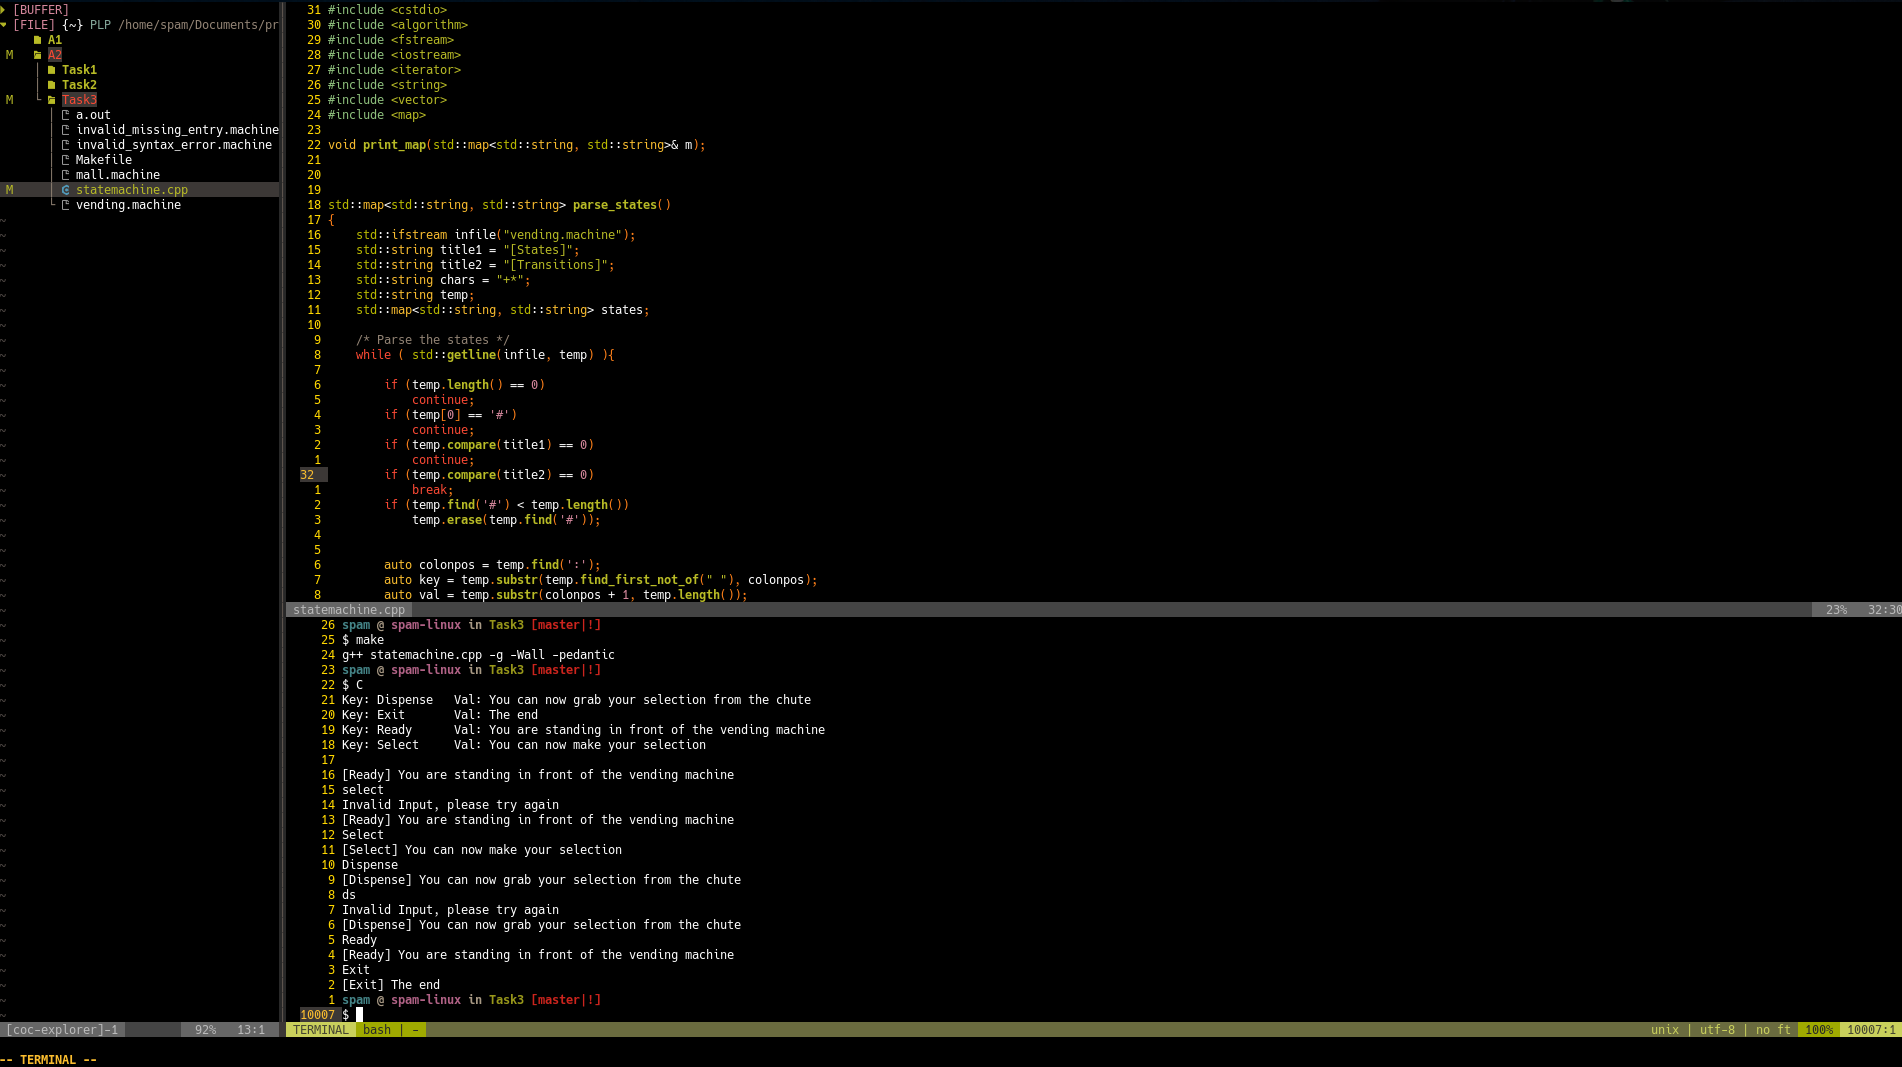 [BUFFER]
[FILE] {~} PLP /home/spam/Documents/pr
A1
M A2
Task1
Task2
M Task3
a.out
invalid_missing_entry.machine
invalid_syntax_error.machine
Makefile
mall.machine
M statemachine.cpp
vending.machine
[coc-explorer]-1 92% 13:1
31 #include <cstdio>
30 #include <algorithm>
29 #include <fstream>
28 #include <iostream>
27 #include <iterator>
26 #include <string>
25 #include <vector>
24 #include <map>
23
22 void print_map(std::map<std::string, std::string>& m);
21
20
19
18 std::map<std::string, std::string> parse_states()
17 {
16     std::ifstream infile("vending.machine");
15     std::string title1 = "[States]";
14     std::string title2 = "[Transitions]";
13     std::string chars = "+*";
12     std::string temp;
11     std::map<std::string, std::string> states;
10
9     /* Parse the states */
8     while ( std::getline(infile, temp) ){
7
6         if (temp.length() == 0)
5             continue;
4         if (temp[0] == '#')
3             continue;
2         if (temp.compare(title1) == 0)
1             continue;
32         if (temp.compare(title2) == 0)
1             break;
2         if (temp.find('#') < temp.length())
3             temp.erase(temp.find('#'));
4
5
6         auto colonpos = temp.find(':');
7         auto key = temp.substr(temp.find_first_not_of(" "), colonpos);
8         auto val = temp.substr(colonpos + 1, temp.length());
statemachine.cpp 23% 32:30
26 spam @ spam-linux in Task3 [master|!]
25 $ make
24 g++ statemachine.cpp -g -Wall -pedantic
23 spam @ spam-linux in Task3 [master|!]
22 $ C
21 Key: Dispense   Val: You can now grab your selection from the chute
20 Key: Exit       Val: The end
19 Key: Ready      Val: You are standing in front of the vending machine
18 Key: Select     Val: You can now make your selection
17
16 [Ready] You are standing in front of the vending machine
15 select
14 Invalid Input, please try again
13 [Ready] You are standing in front of the vending machine
12 Select
11 [Select] You can now make your selection
10 Dispense
9 [Dispense] You can now grab your selection from the chute
8 ds
7 Invalid Input, please try again
6 [Dispense] You can now grab your selection from the chute
5 Ready
4 [Ready] You are standing in front of the vending machine
3 Exit
2 [Exit] The end
1 spam @ spam-linux in Task3 [master|!]
10007 $
TERMINAL bash | - unix | utf-8 | no ft 100% 10007:1
-- TERMINAL --